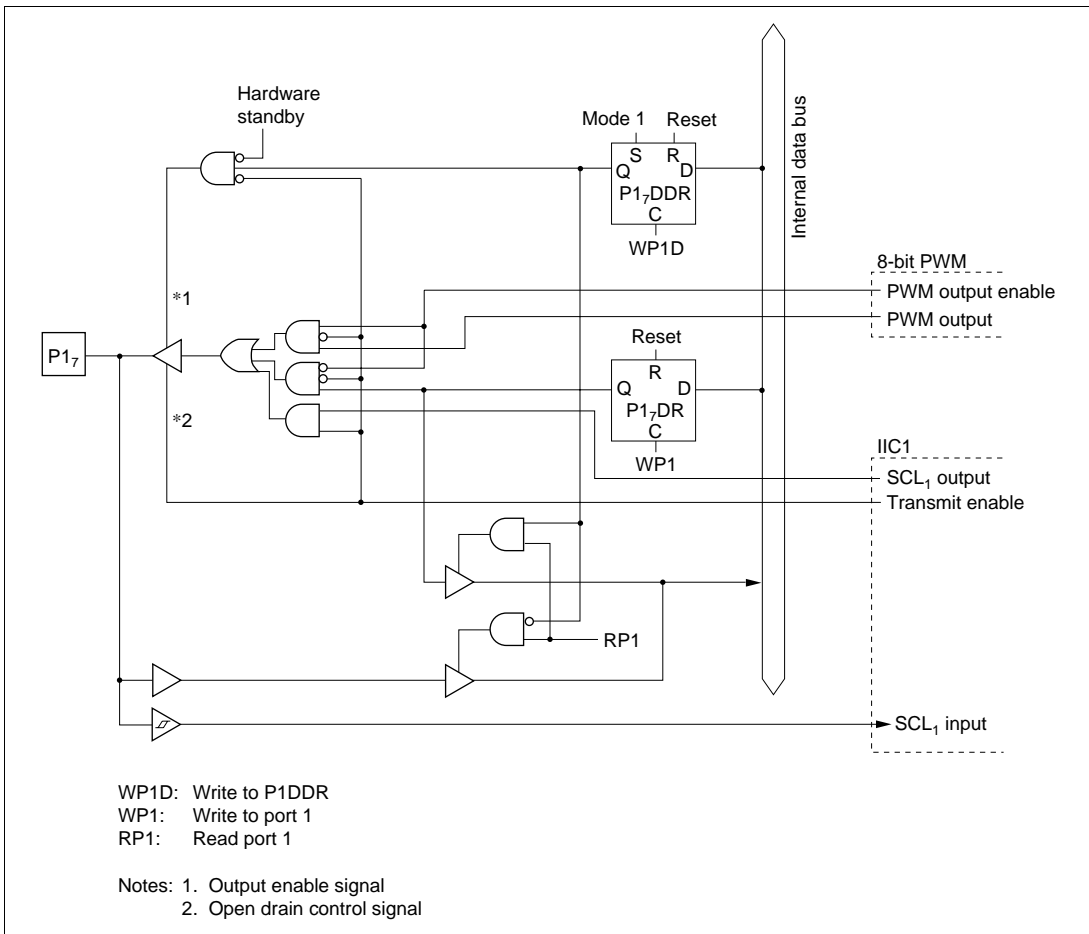 Hardware
standby
Mode 1 Reset
S R
Q D
P1₇DDR
C
WP1D
Internal data bus
8-bit PWM
PWM output enable
PWM output
*1
P1₇
Reset
R
Q D
P1₇DR
C
WP1
*2
IIC1
SCL₁ output
Transmit enable
RP1
SCL₁ input
WP1D: Write to P1DDR
WP1: Write to port 1
RP1: Read port 1
Notes: 1. Output enable signal
2. Open drain control signal